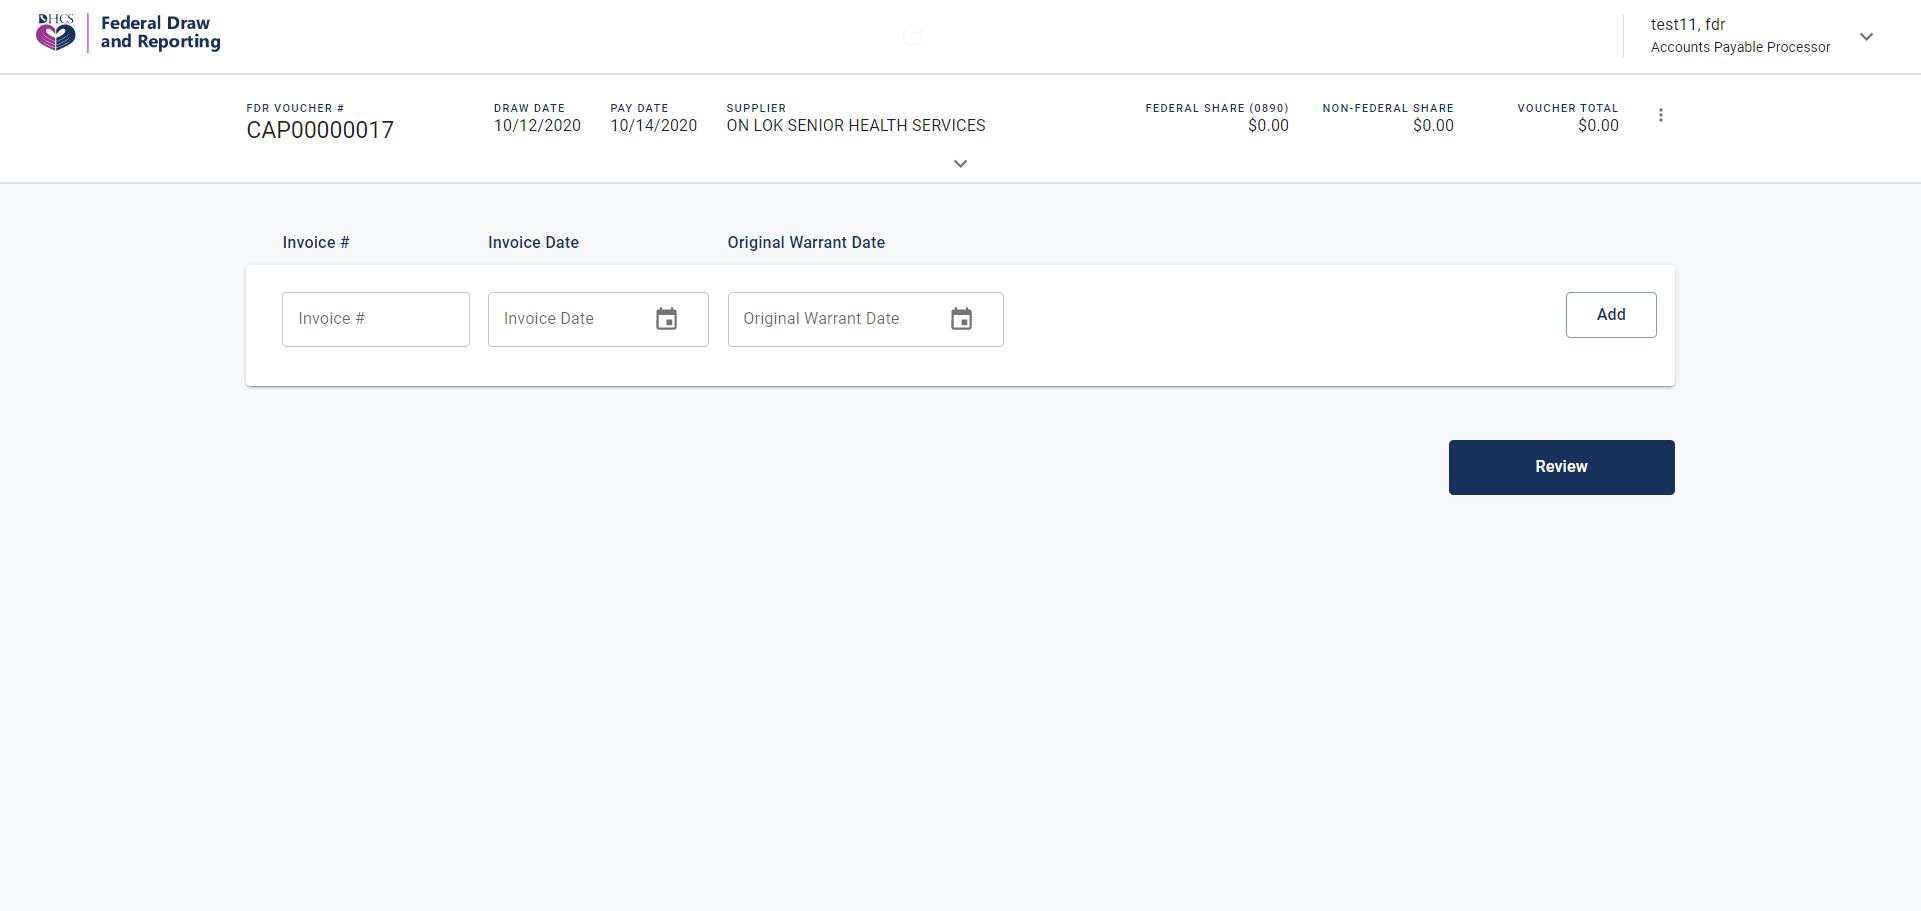 DHCS
Federal Draw
and Reporting
test11, fdr
Accounts Payable Processor
FDR VOUCHER #
CAP00000017
DRAW DATE
10/12/2020
PAY DATE
10/14/2020
SUPPLIER
ON LOK SENIOR HEALTH SERVICES
FEDERAL SHARE (0890)
$0.00
NON-FEDERAL SHARE
$0.00
VOUCHER TOTAL
$0.00
Invoice # Invoice Date Original Warrant Date
Invoice # Invoice Date Original Warrant Date Add
Review